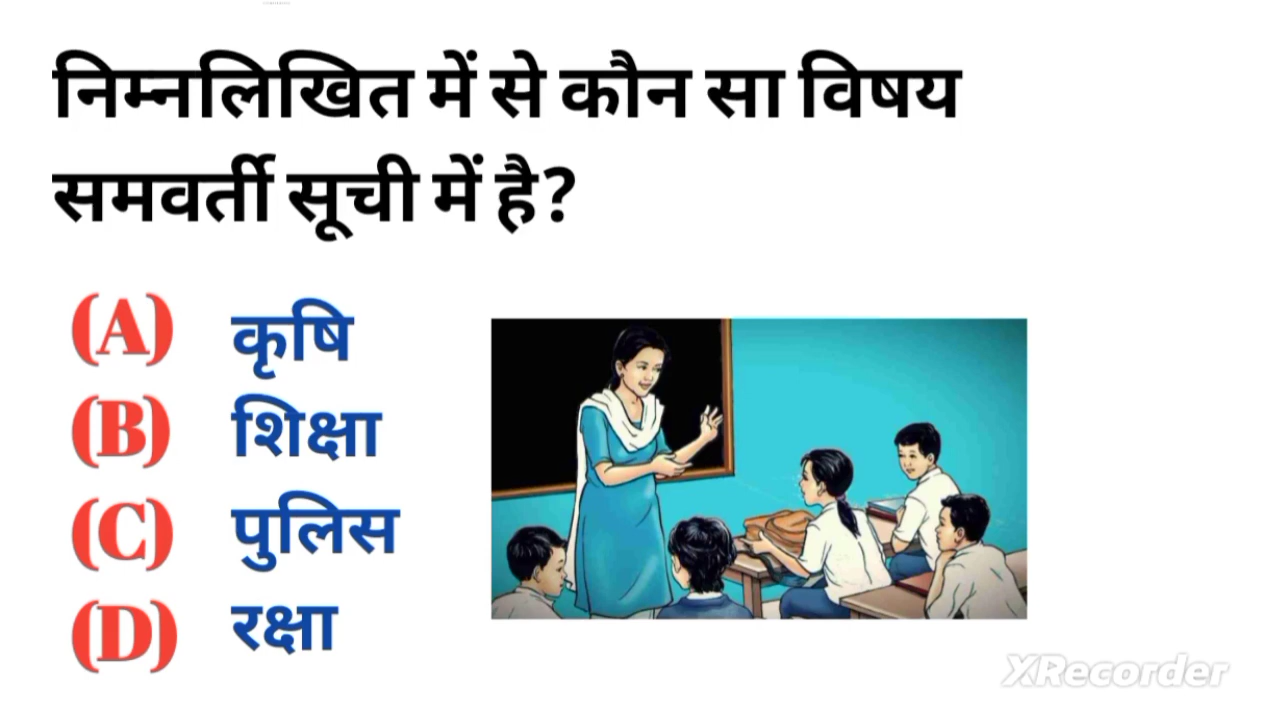 निम्नलिखित में से कौन सा विषय
समवर्ती सूची में है?
(A) कृषि
(B) शिक्षा
(C) पुलिस
(D) रक्षा
XRecorder